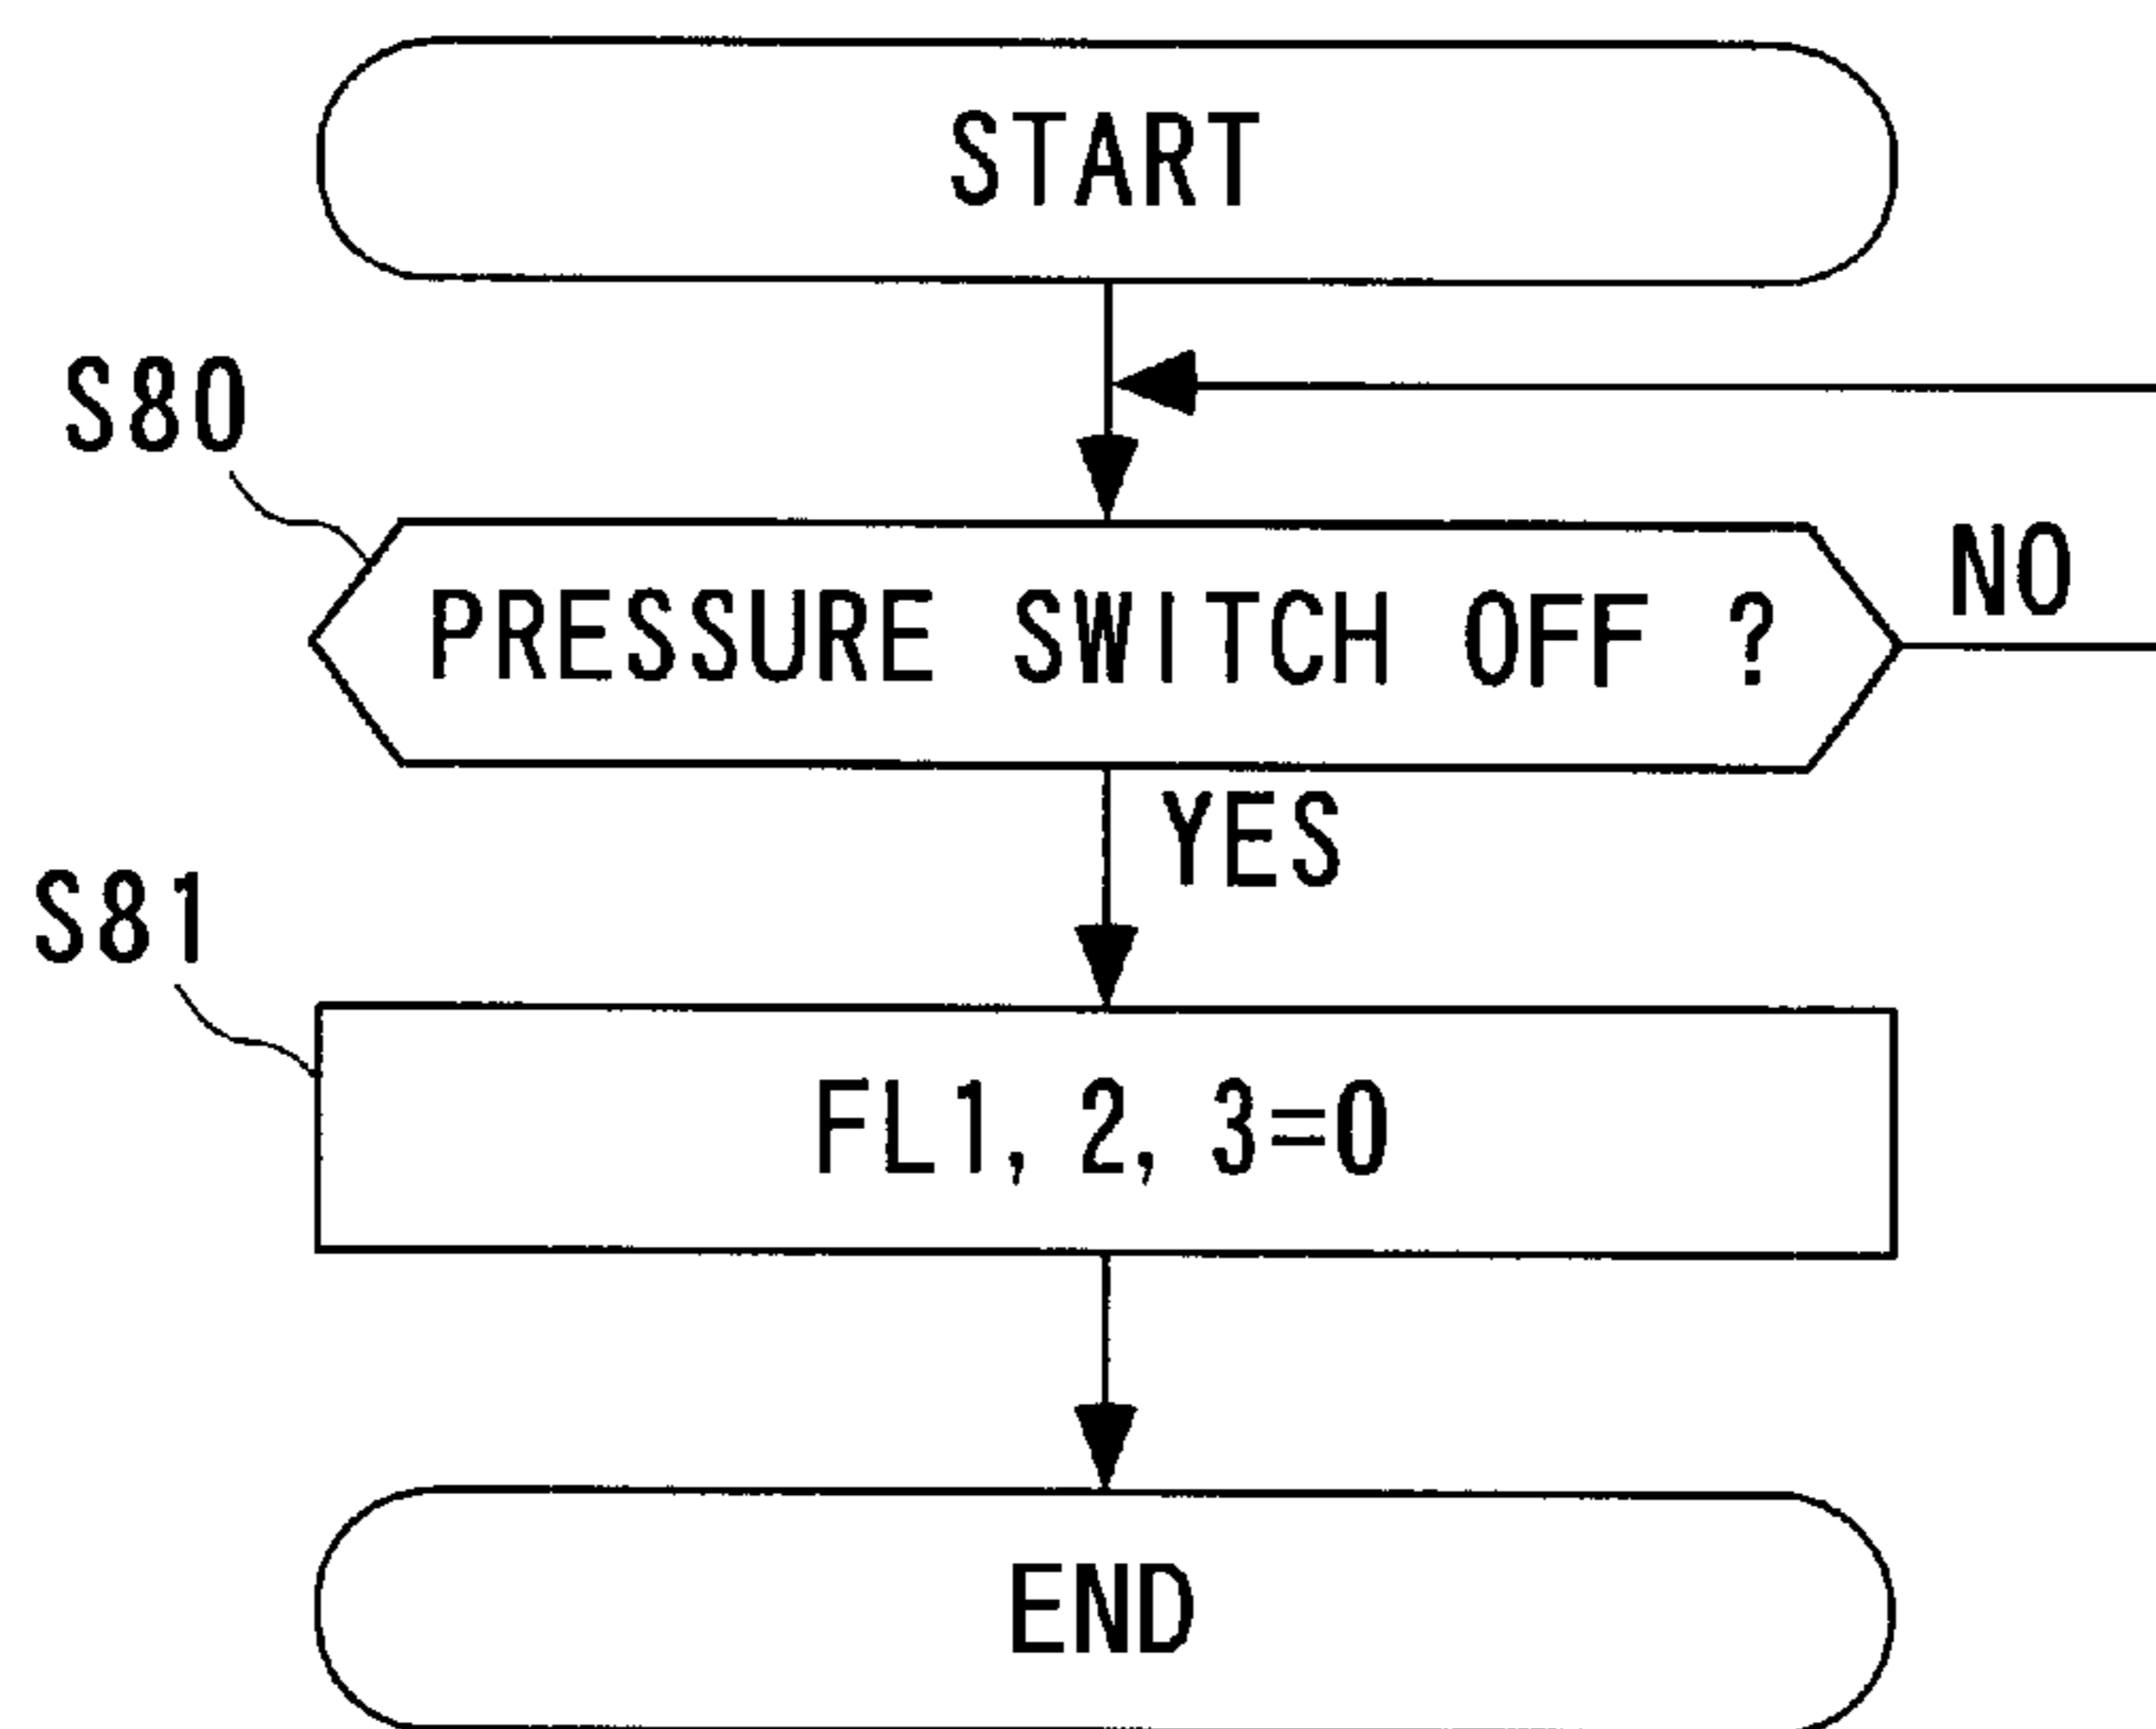 START
S80
PRESSURE SWITCH OFF ?
NO
YES
S81
FL1, 2, 3=0
END